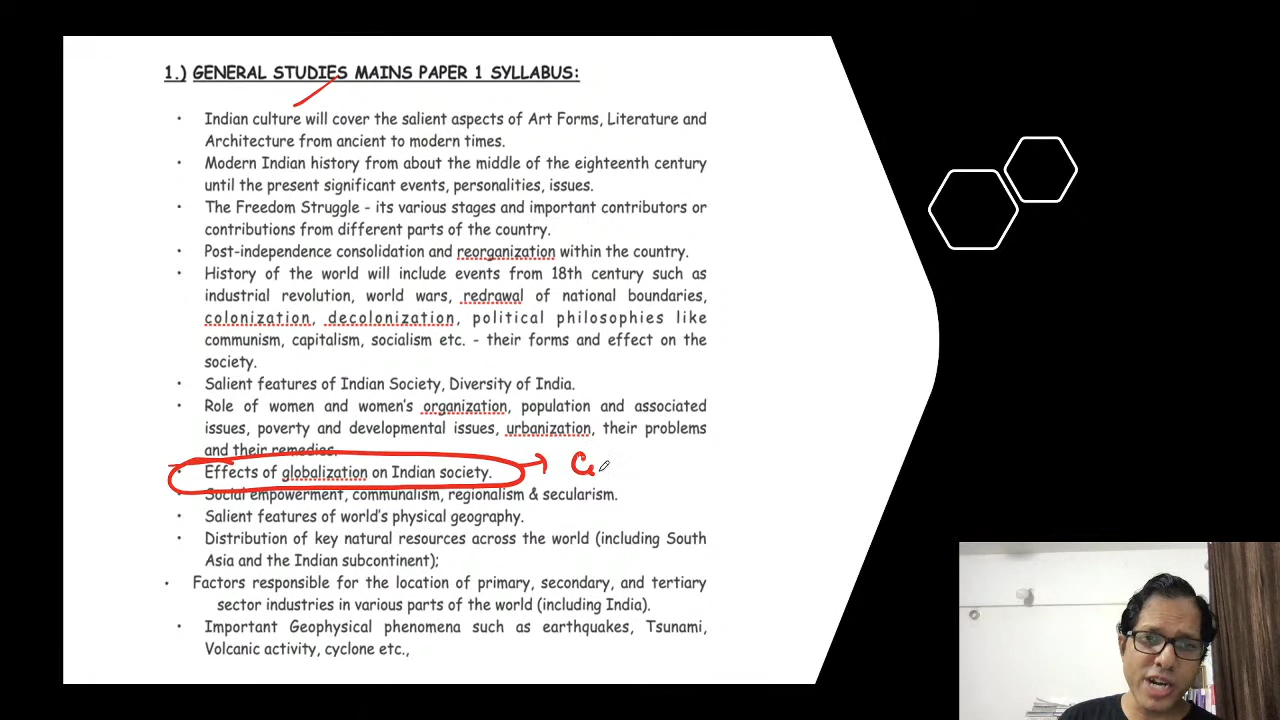 1.) GENERAL STUDIES MAINS PAPER 1 SYLLABUS:
• Indian culture will cover the salient aspects of Art Forms, Literature and
Architecture from ancient to modern times.
• Modern Indian history from about the middle of the eighteenth century
until the present significant events, personalities, issues.
• The Freedom Struggle - its various stages and important contributors or
contributions from different parts of the country.
• Post-independence consolidation and reorganization within the country.
• History of the world will include events from 18th century such as
industrial revolution, world wars, redrawal of national boundaries,
colonization, decolonization, political philosophies like
communism, capitalism, socialism etc. - their forms and effect on the
society.
• Salient features of Indian Society, Diversity of India.
• Role of women and women's organization, population and associated
issues, poverty and developmental issues, urbanization, their problems
and their remedies.
• Effects of globalization on Indian society.
• Social empowerment, communalism, regionalism & secularism.
• Salient features of world's physical geography.
• Distribution of key natural resources across the world (including South
Asia and the Indian subcontinent);
• Factors responsible for the location of primary, secondary, and tertiary
sector industries in various parts of the world (including India).
• Important Geophysical phenomena such as earthquakes, Tsunami,
Volcanic activity, cyclone etc.,